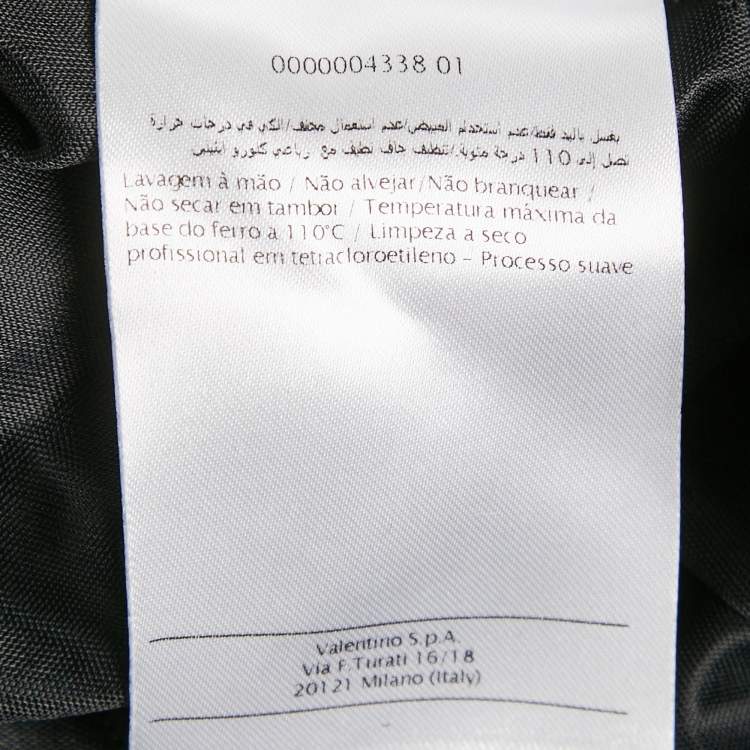 0000004338 01
يغسل باليد فقط/عدم استخدام المبيض/عدم استعمال مجفف/الكي في درجات حرارة
تصل إلى 110 درجة مئوية./تنظيف جاف نظيف مع رباعي كلورو ايثيلين
Lavagem à mão / Não alvejar/Não branquear /
Não secar em tambor / Temperatura máxima da
base do ferro a 110°C / Limpeza a seco
profissional em tetracloroetileno – Processo suave
Valentino S.p.A.
Via F.Turati 16/18
20121 Milano (Italy)